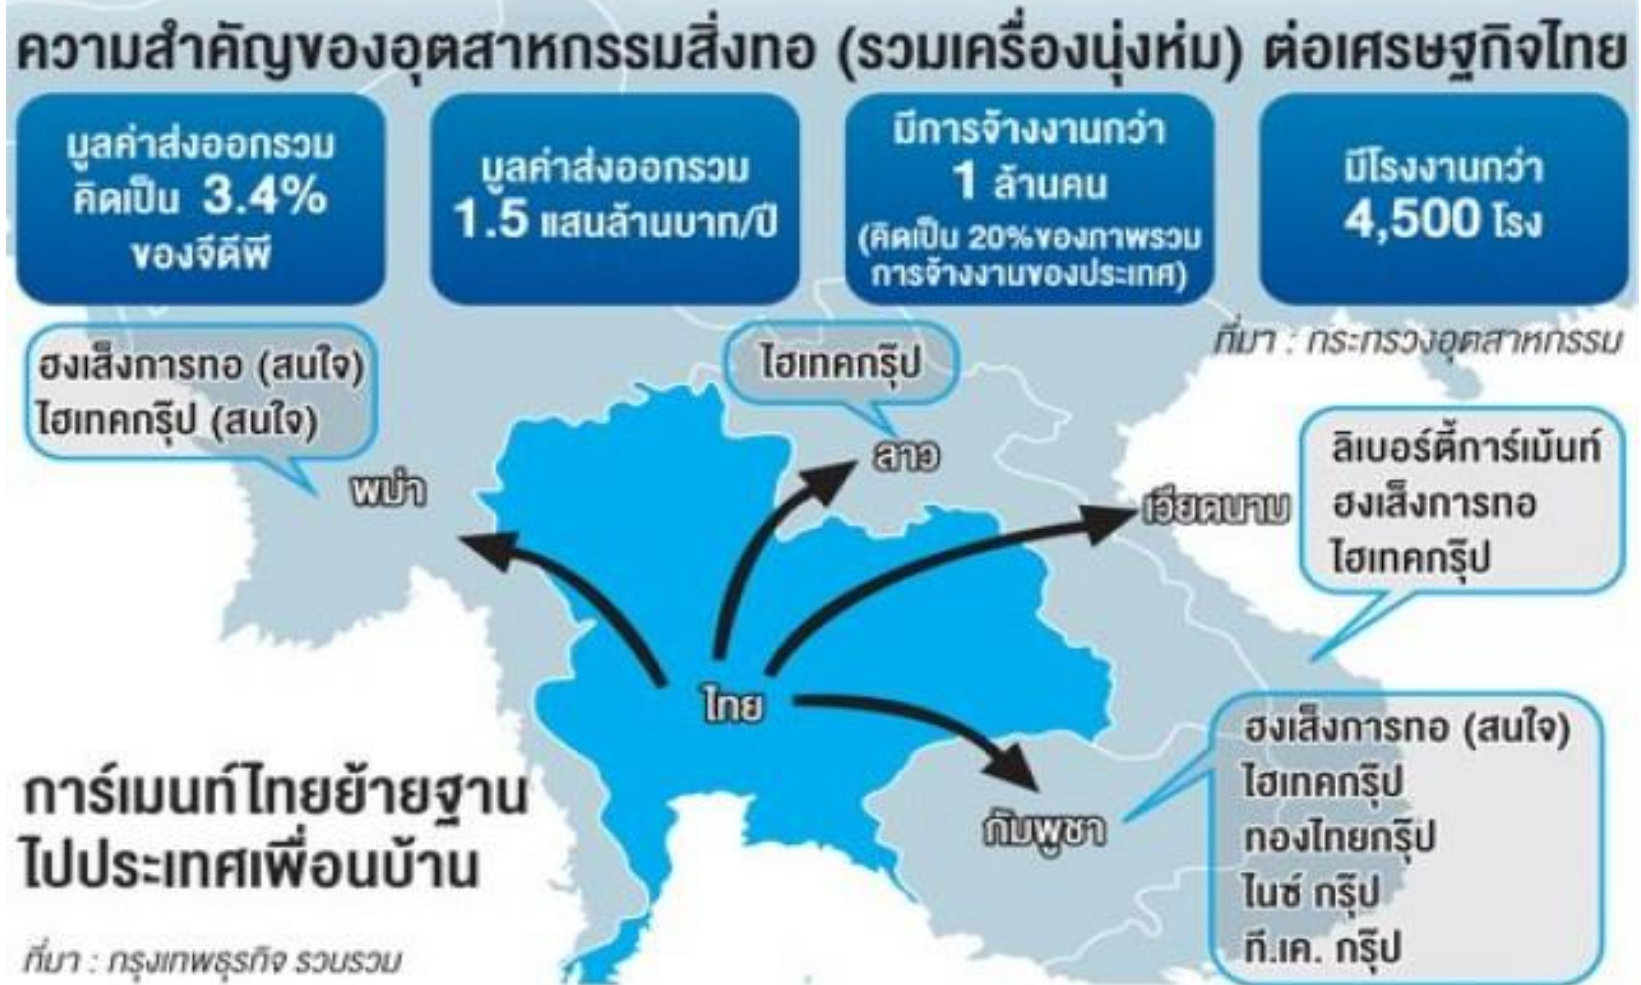 ความสำคัญของอุตสาหกรรมสิ่งทอ (รวมเครื่องนุ่งห่ม) ต่อเศรษฐกิจไทย
มูลค่าส่งออกรวม
คิดเป็น 3.4%
ของจีดีพี
มูลค่าส่งออกรวม
1.5 แสนล้านบาท/ปี
มีการจ้างงานกว่า
1 ล้านคน
(คิดเป็น 20%ของภาพรวม
การจ้างงานของประเทศ)
มีโรงงานกว่า
4,500 โรง
ที่มา : กระทรวงอุตสาหกรรม
ฮงเส็งการทอ (สนใจ)
ไฮเทคกรุ๊ป (สนใจ)
พม่า
ไฮเทคกรุ๊ป
ลาว
เวียดนาม
ลิเบอร์ตี้การ์เม้นท์
ฮงเส็งการทอ
ไฮเทคกรุ๊ป
ไทย
กัมพูชา
ฮงเส็งการทอ (สนใจ)
ไฮเทคกรุ๊ป
ทองไทยกรุ๊ป
ไนซ์ กรุ๊ป
ที.เค. กรุ๊ป
การ์เมนท์ไทยย้ายฐาน
ไปประเทศเพื่อนบ้าน
ที่มา : กรุงเทพธุรกิจ รวบรวม